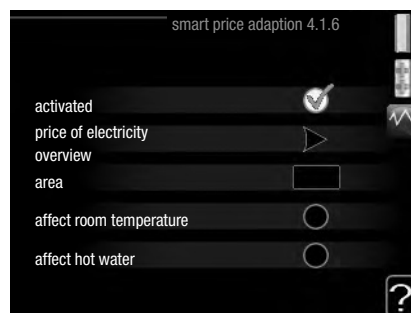 smart price adaption 4.1.6
activated
price of electricity
overview
area
affect room temperature
affect hot water
?